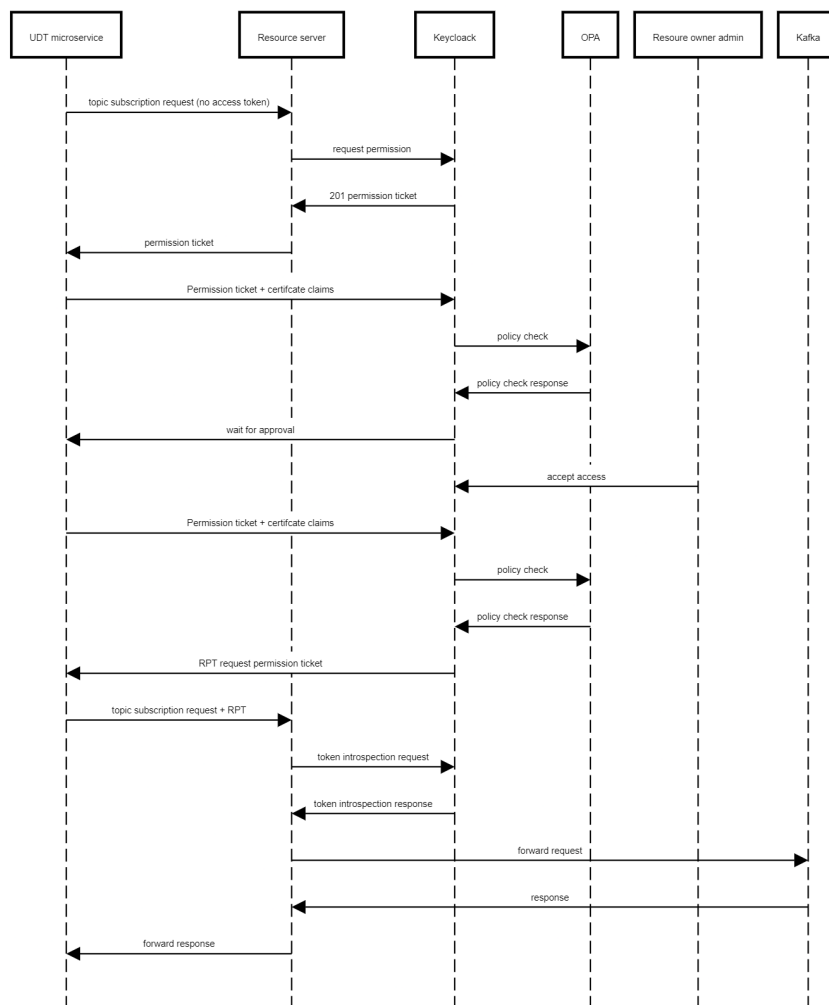 UDT microservice
Resource server
Keycloack
OPA
Resoure owner admin
Kafka
topic subscription request (no access token)
request permission
201 permission ticket
permission ticket
Permission ticket + certifcate claims
policy check
policy check response
wait for approval
accept access
Permission ticket + certifcate claims
policy check
policy check response
RPT request permission ticket
topic subscription request + RPT
token introspection request
token introspection response
forward request
response
forward response